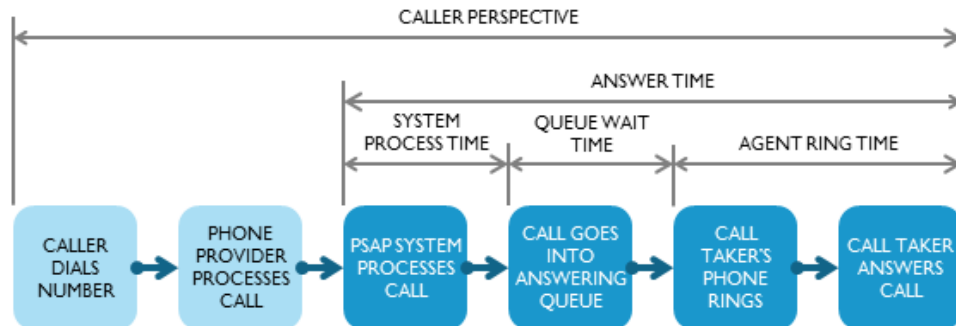 CALLER PERSPECTIVE
ANSWER TIME
SYSTEM
PROCESS TIME
QUEUE WAIT
TIME
AGENT RING TIME
CALLER
DIALS
NUMBER
PHONE
PROVIDER
PROCESSES
CALL
PSAP SYSTEM
PROCESSES
CALL
CALL GOES
INTO
ANSWERING
QUEUE
CALL
TAKER'S
PHONE
RINGS
CALL TAKER
ANSWERS
CALL